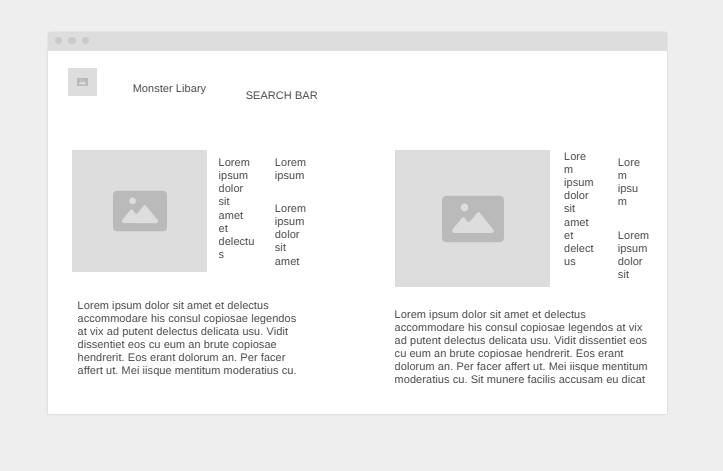 Monster Libary
SEARCH BAR
Lorem
ipsum
dolor
sit
amet
et
delectu
s
Lorem
ipsum
Lorem
ipsum
dolor
sit
amet
Lorem ipsum dolor sit amet et delectus
accommodare his consul copiosae legendos
at vix ad putent delectus delicata usu. Vidit
dissentiet eos cu eum an brute copiosae
hendrerit. Eos erant dolorum an. Per facer
affert ut. Mei iisque mentitum moderatius cu.
Lore
m
ipsum
dolor
sit
amet
et
delect
us
Lore
m
ipsu
m
Lorem
ipsum
dolor
sit
Lorem ipsum dolor sit amet et delectus
accommodare his consul copiosae legendos at vix
ad putent delectus delicata usu. Vidit dissentiet eos
cu eum an brute copiosae hendrerit. Eos erant
dolorum an. Per facer affert ut. Mei iisque mentitum
moderatius cu. Sit munere facilis accusam eu dicat